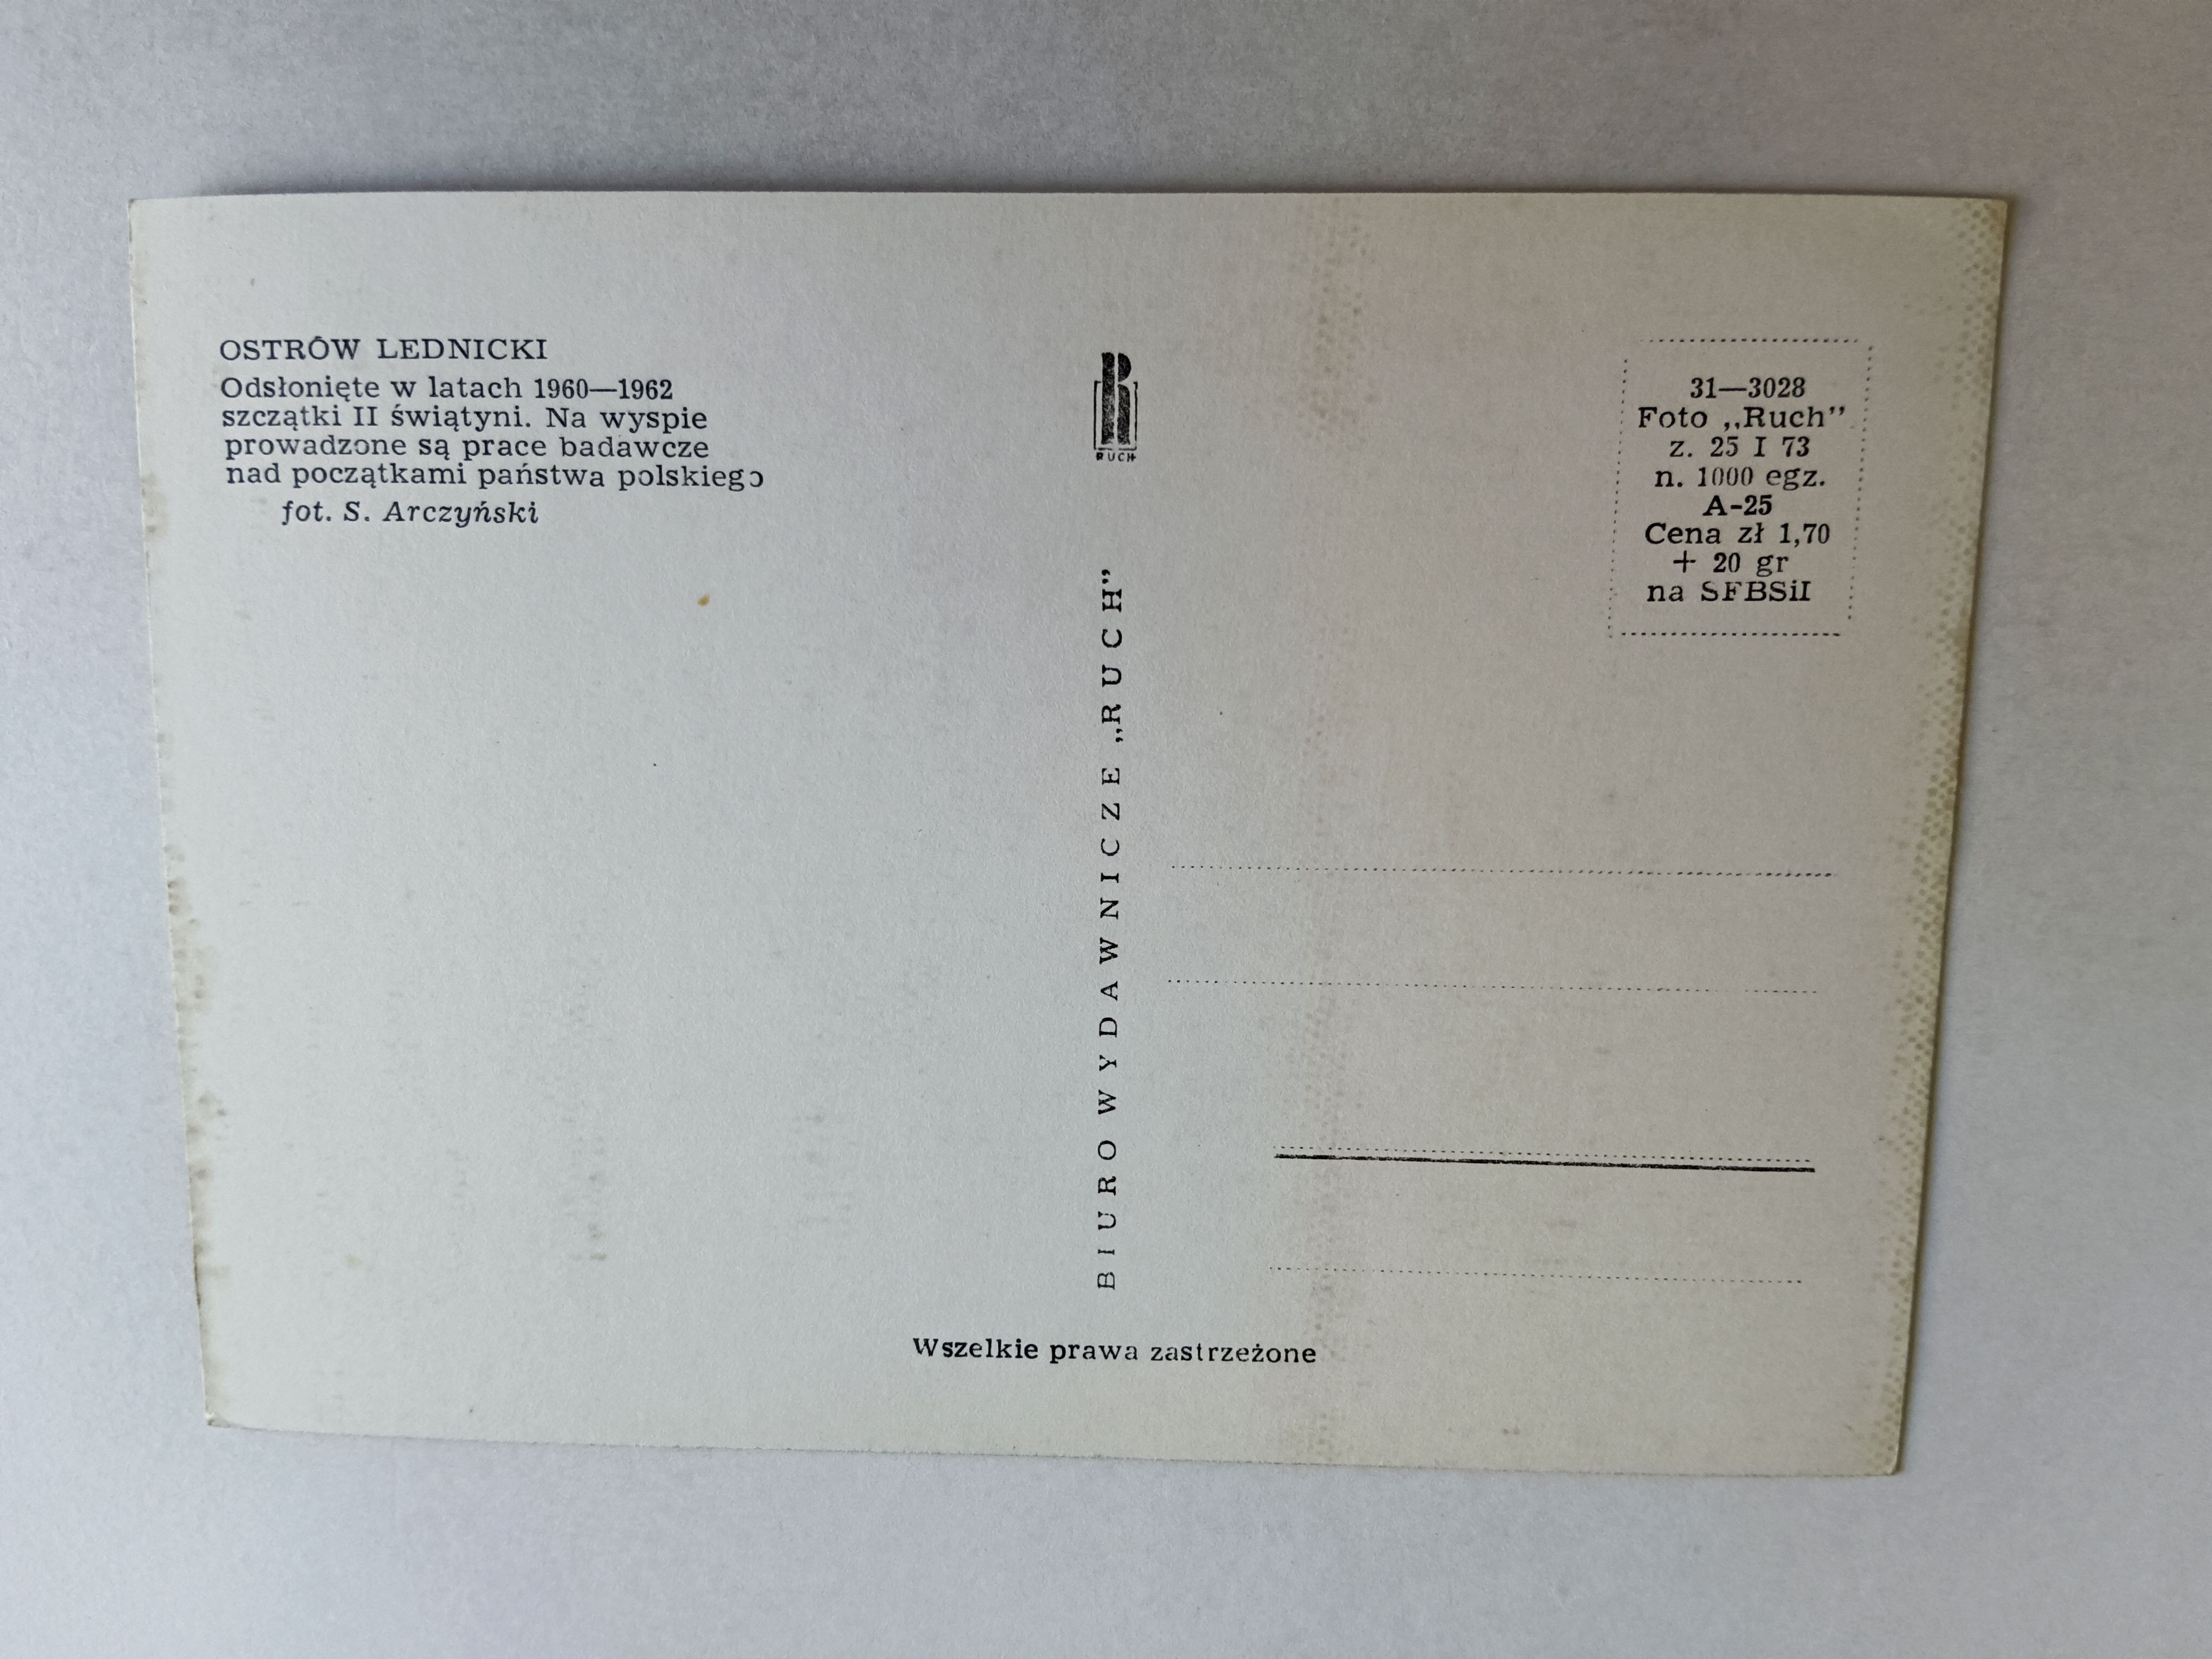 OSTRÓW LEDNICKI
Odsłonięte w latach 1960—1962
szczątki II świątyni. Na wyspie
prowadzone są prace badawcze
nad początkami państwa polskiego
fot. S. Arczyński
RUCH
BIURO WYDAWNICZE „RUCH”
31—3028
Foto „Ruch”
z. 25 I 73
n. 1000 egz.
A-25
Cena zł 1,70
+ 20 gr
na SFBSiI
Wszelkie prawa zastrzeżone